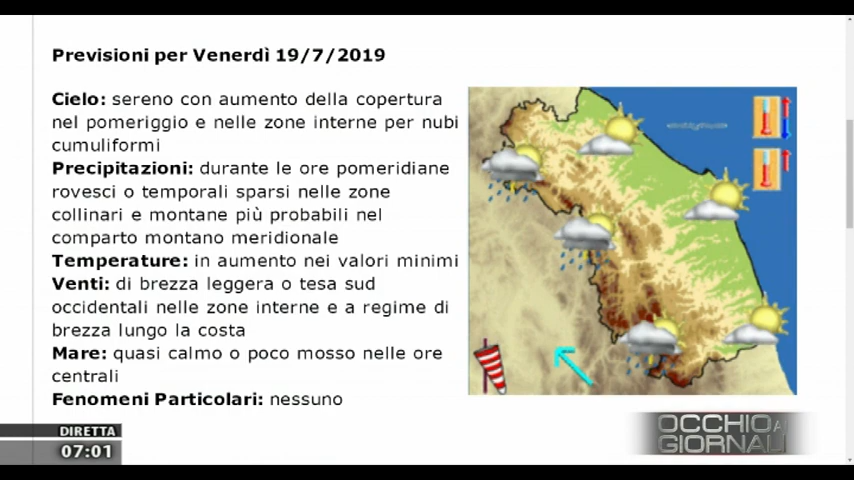 Previsioni per Venerdì 19/7/2019
Cielo: sereno con aumento della copertura
nel pomeriggio e nelle zone interne per nubi
cumuliformi
Precipitazioni: durante le ore pomeridiane
rovesci o temporali sparsi nelle zone
collinari e montane più probabili nel
comparto montano meridionale
Temperature: in aumento nei valori minimi
Venti: di brezza leggera o tesa sud
occidentali nelle zone interne e a regime di
brezza lungo la costa
Mare: quasi calmo o poco mosso nelle ore
centrali
Fenomeni Particolari: nessuno
DIRETTA
07:01
OCCHIO AI
GIORNALI